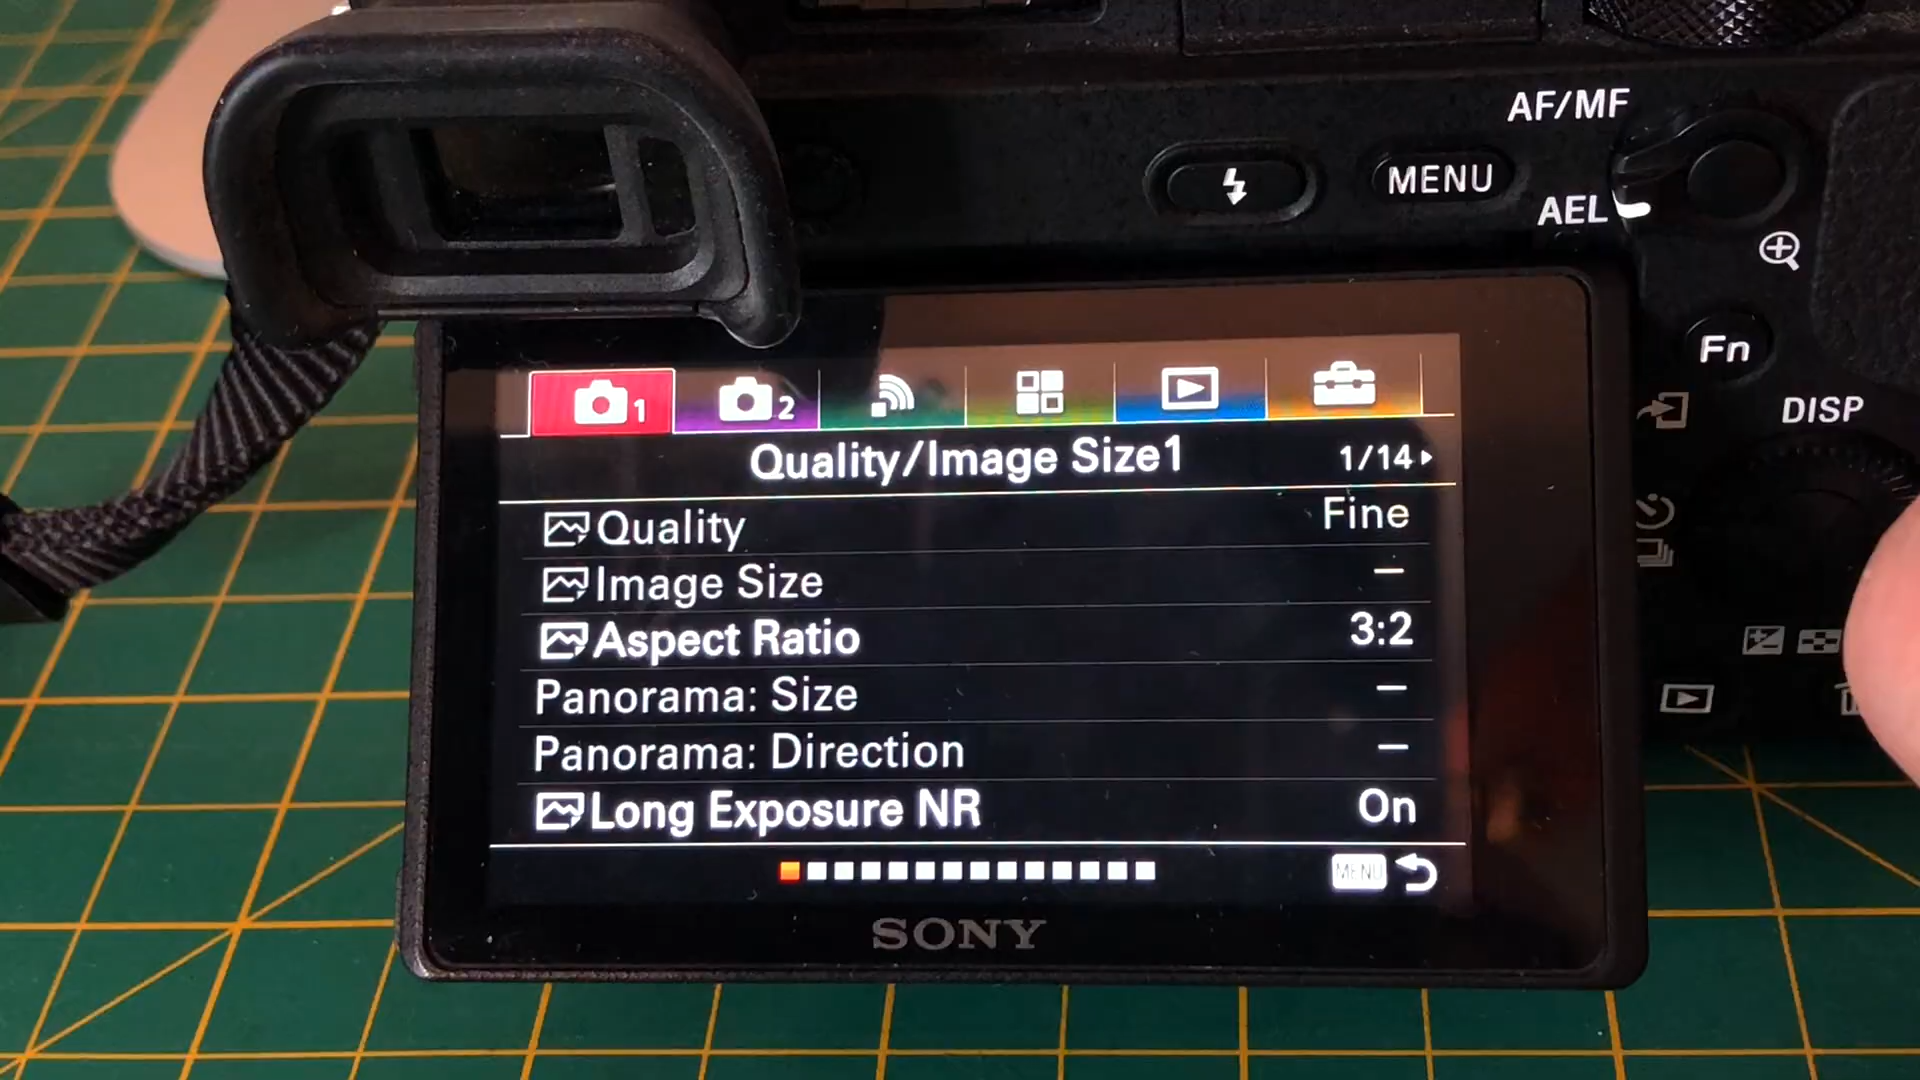 AF/MF
MENU
AEL
Fn
DISP
1
2
Quality/Image Size1 1/14
Quality Fine
Image Size –
Aspect Ratio 3:2
Panorama: Size –
Panorama: Direction –
Long Exposure NR On
MENU
SONY